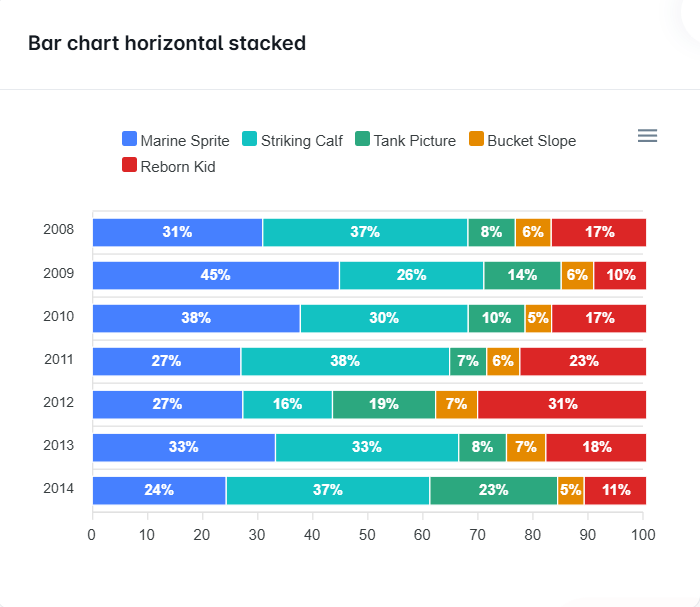 Bar chart horizontal stacked
Marine Sprite Striking Calf Tank Picture Bucket Slope
Reborn Kid
2008 31% 37% 8% 6% 17%
2009 45% 26% 14% 6% 10%
2010 38% 30% 10% 5% 17%
2011 27% 38% 7% 6% 23%
2012 27% 16% 19% 7% 31%
2013 33% 33% 8% 7% 18%
2014 24% 37% 23% 5% 11%
0 10 20 30 40 50 60 70 80 90 100